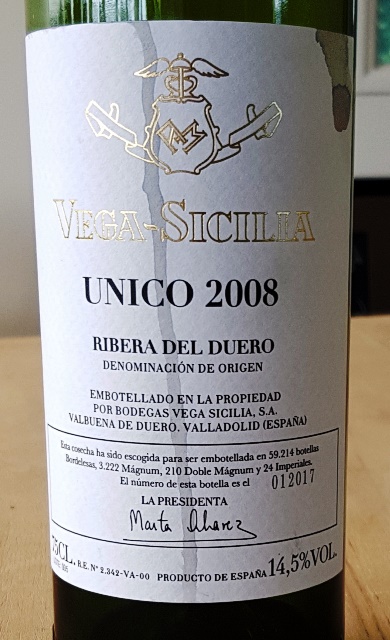 VEGA-SICILIA
UNICO 2008
RIBERA DEL DUERO
DENOMINACIÓN DE ORIGEN
EMBOTELLADO EN LA PROPIEDAD
POR BODEGAS VEGA SICILIA, S.A.
VALBUENA DE DUERO. VALLADOLID (ESPAÑA)
Esta cosecha ha sido escogida para ser embotellada en 59.214 botellas
Bordelesas, 3.222 Mágnum, 210 Doble Mágnum y 24 Imperiales.
El número de esta botella es el 012017
LA PRESIDENTA
Marta Alvarez
75CL. R.E. Nº 2.342-VA-00 PRODUCTO DE ESPAÑA 14,5%VOL.